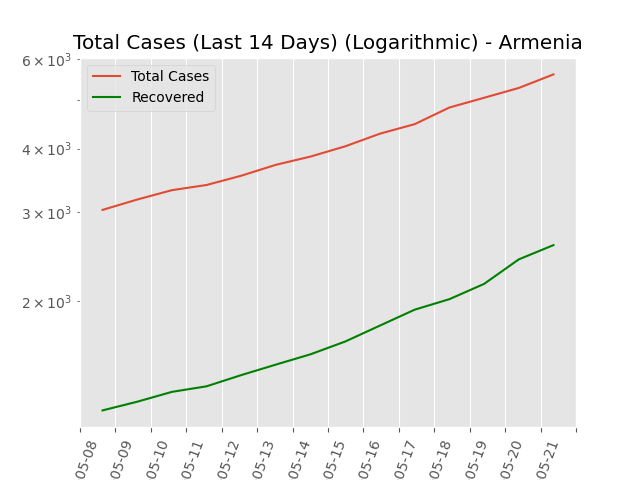 Total Cases (Last 14 Days) (Logarithmic) - Armenia
6 × 10³
4 × 10³
3 × 10³
2 × 10³
Total Cases
Recovered
05-08
05-09
05-10
05-11
05-12
05-13
05-14
05-15
05-16
05-17
05-18
05-19
05-20
05-21